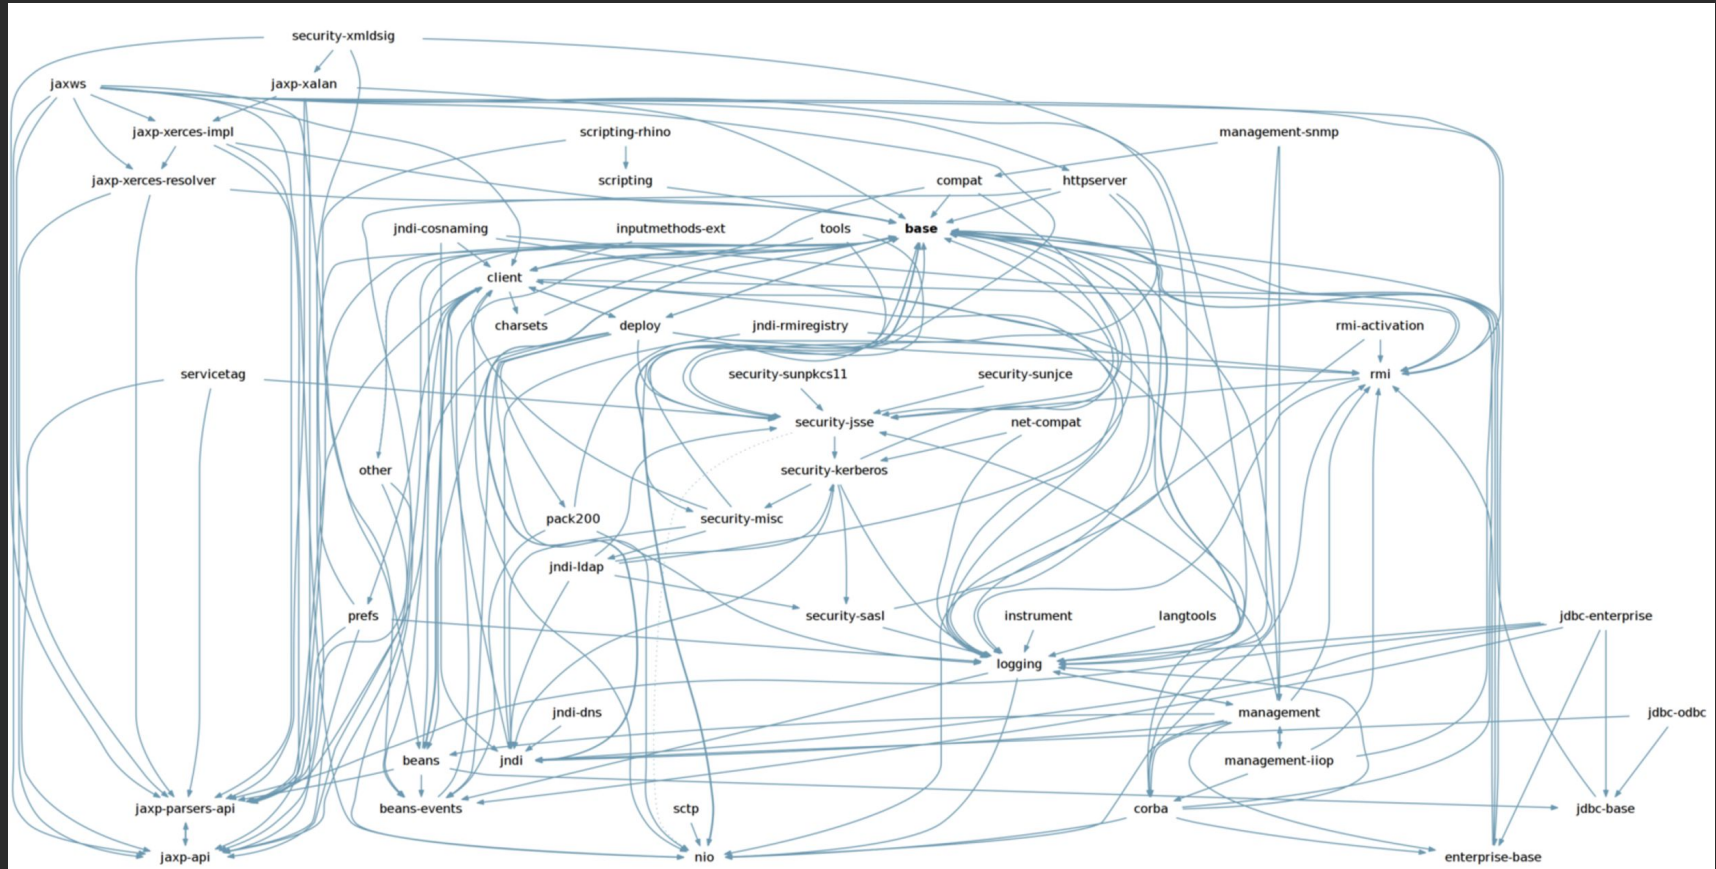 security-xmldsig
jaxws
jaxp-xalan
jaxp-xerces-impl
scripting-rhino
management-snmp
jaxp-xerces-resolver
scripting
compat
httpserver
jndi-cosnaming
inputmethods-ext
tools
base
client
charsets
deploy
jndi-rmiregistry
rmi-activation
servicetag
security-sunpkcs11
security-sunjce
rmi
security-jsse
net-compat
other
security-kerberos
pack200
security-misc
jndi-ldap
prefs
security-sasl
instrument
langtools
jdbc-enterprise
logging
jndi-dns
management
jdbc-odbc
beans
jndi
management-iiop
jaxp-parsers-api
beans-events
sctp
corba
jdbc-base
jaxp-api
nio
enterprise-base